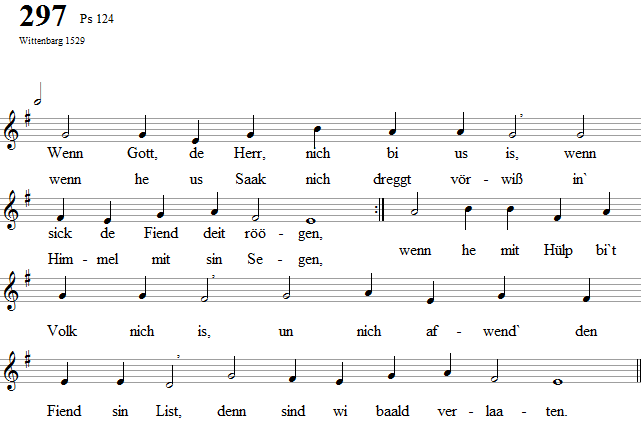 297 Ps 124
Wittenbarg 1529
Wenn Gott, de Herr, nich bi us is, wenn
wenn he us Saak nich dreggt vör - wiß in`
sick de Fiend deit röö - gen,
Him - mel mit sin Se - gen,
wenn he mit Hülp bi`t
Volk nich is, un nich af - wend` den
Fiend sin List, denn sind wi baald ver - laa - ten.